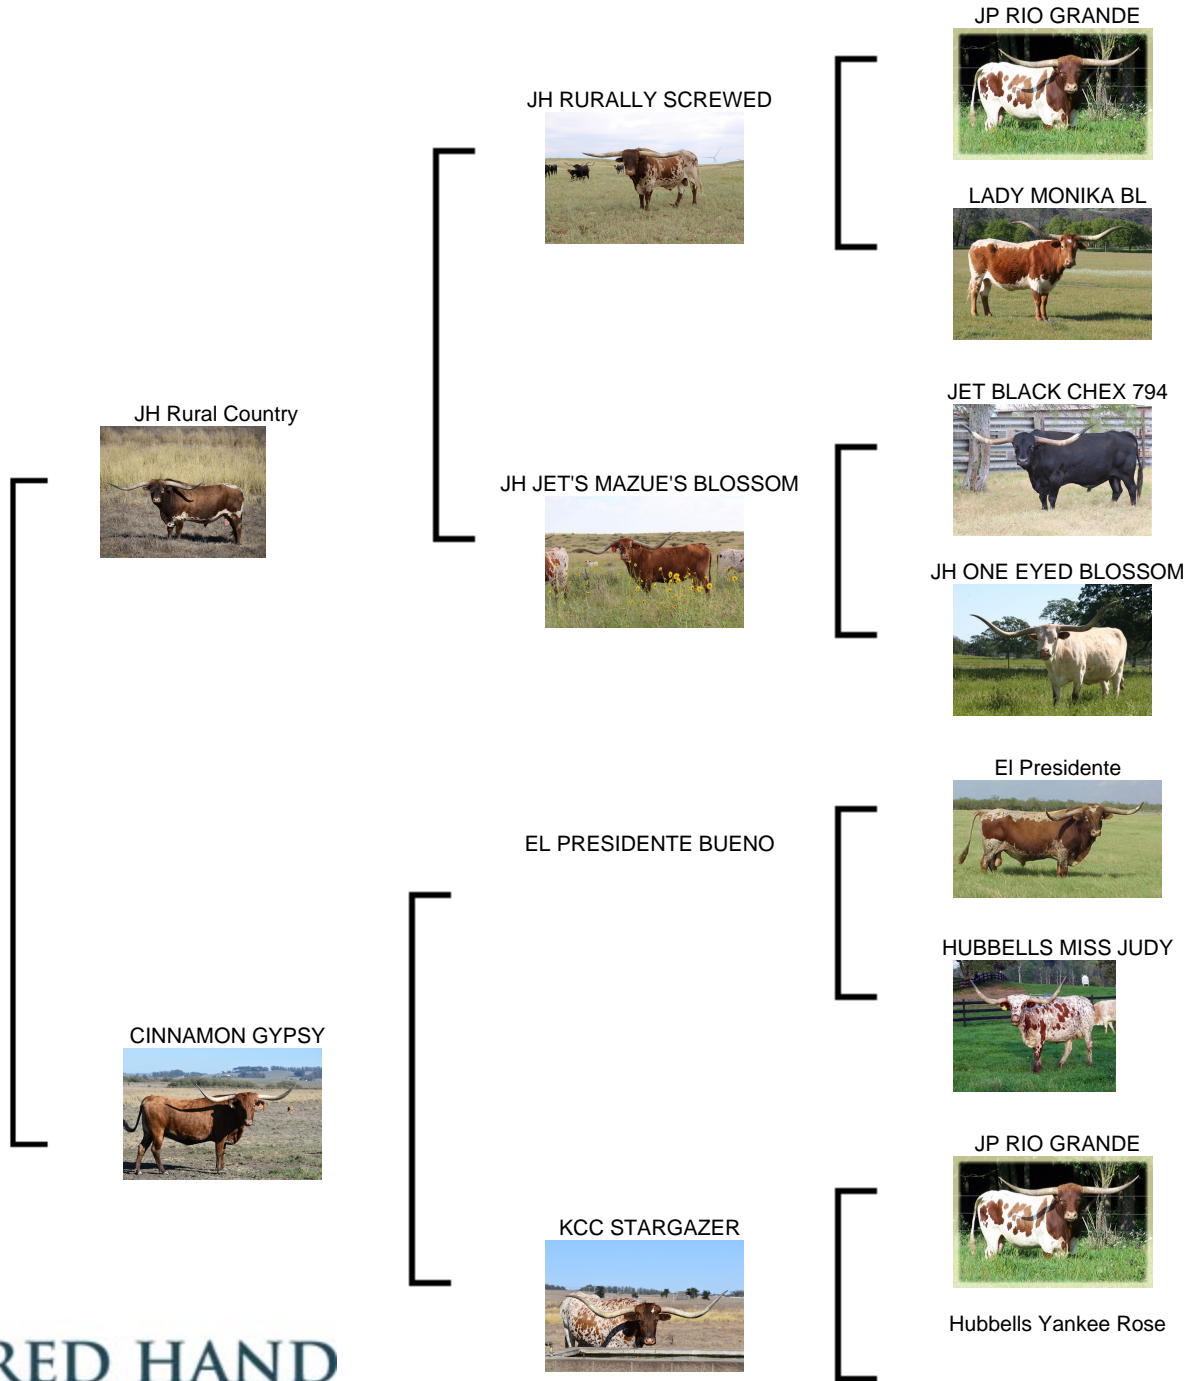 JP RIO GRANDE
JH RURALLY SCREWED
LADY MONIKA BL
JET BLACK CHEX 794
JH Rural Country
JH JET'S MAZUE'S BLOSSOM
JH ONE EYED BLOSSOM
El Presidente
EL PRESIDENTE BUENO
HUBBELLS MISS JUDY
CINNAMON GYPSY
JP RIO GRANDE
KCC STARGAZER
Hubbells Yankee Rose
RED HAND